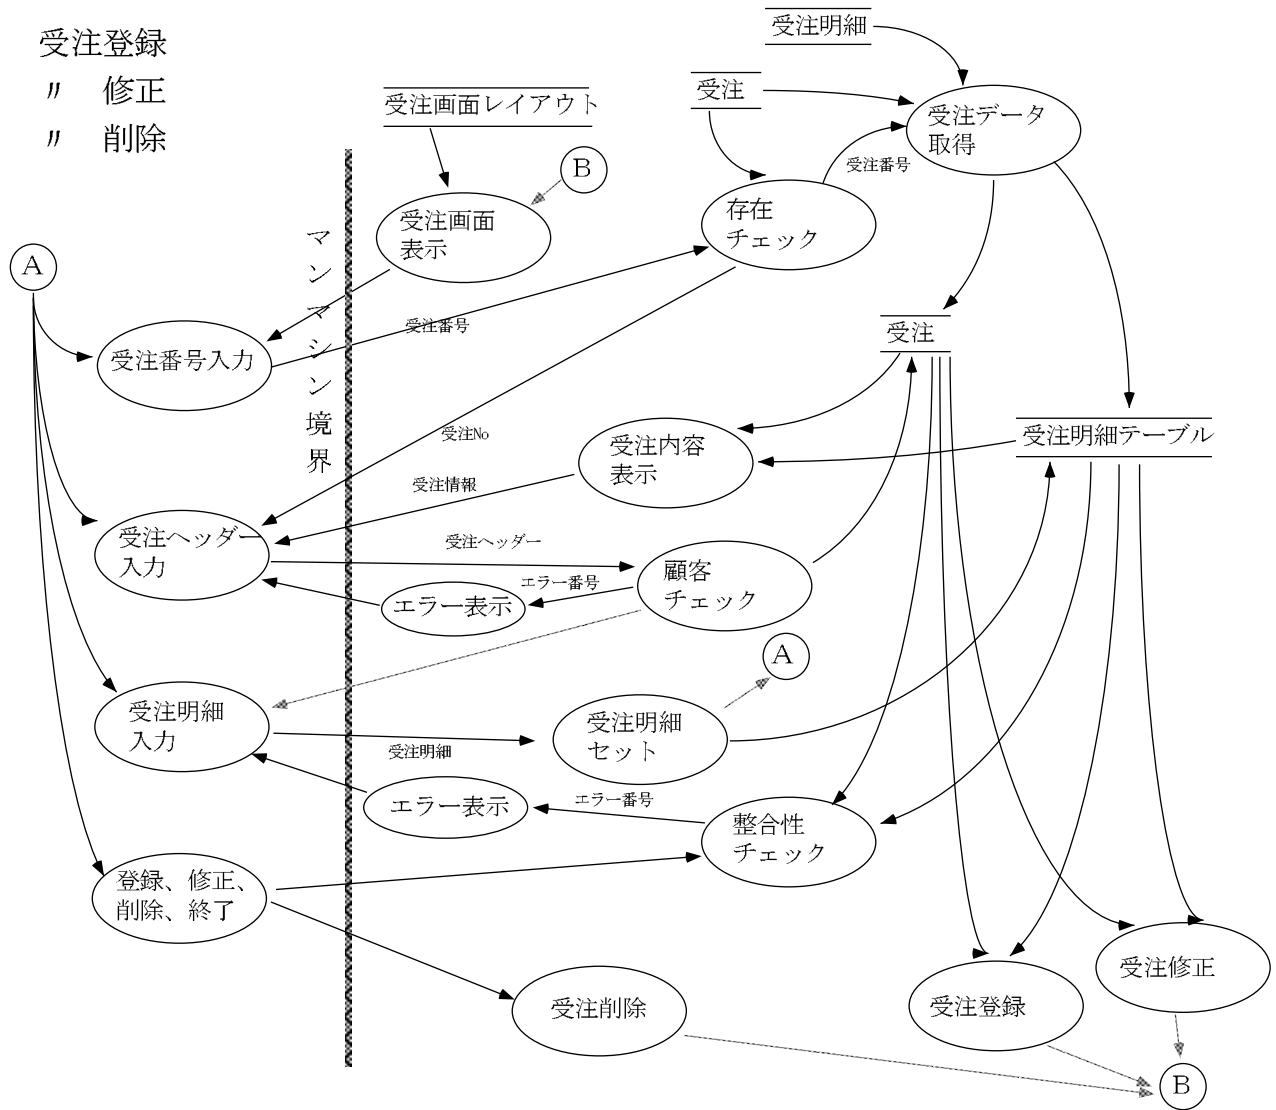 受注登録
〃　修正
〃　削除
受注明細
受注
受注画面レイアウト
受注データ
取得
受注番号
B
受注画面
表示
存在
チェック
マンマシン境界
A
受注番号入力
受注番号
受注
受注No
受注内容
表示
受注明細テーブル
受注情報
受注ヘッダー
入力
受注ヘッダー
エラー番号
顧客
チェック
エラー表示
A
受注明細
入力
受注明細
受注明細
セット
エラー表示
エラー番号
整合性
チェック
登録、修正、
削除、終了
受注削除
受注登録
受注修正
B